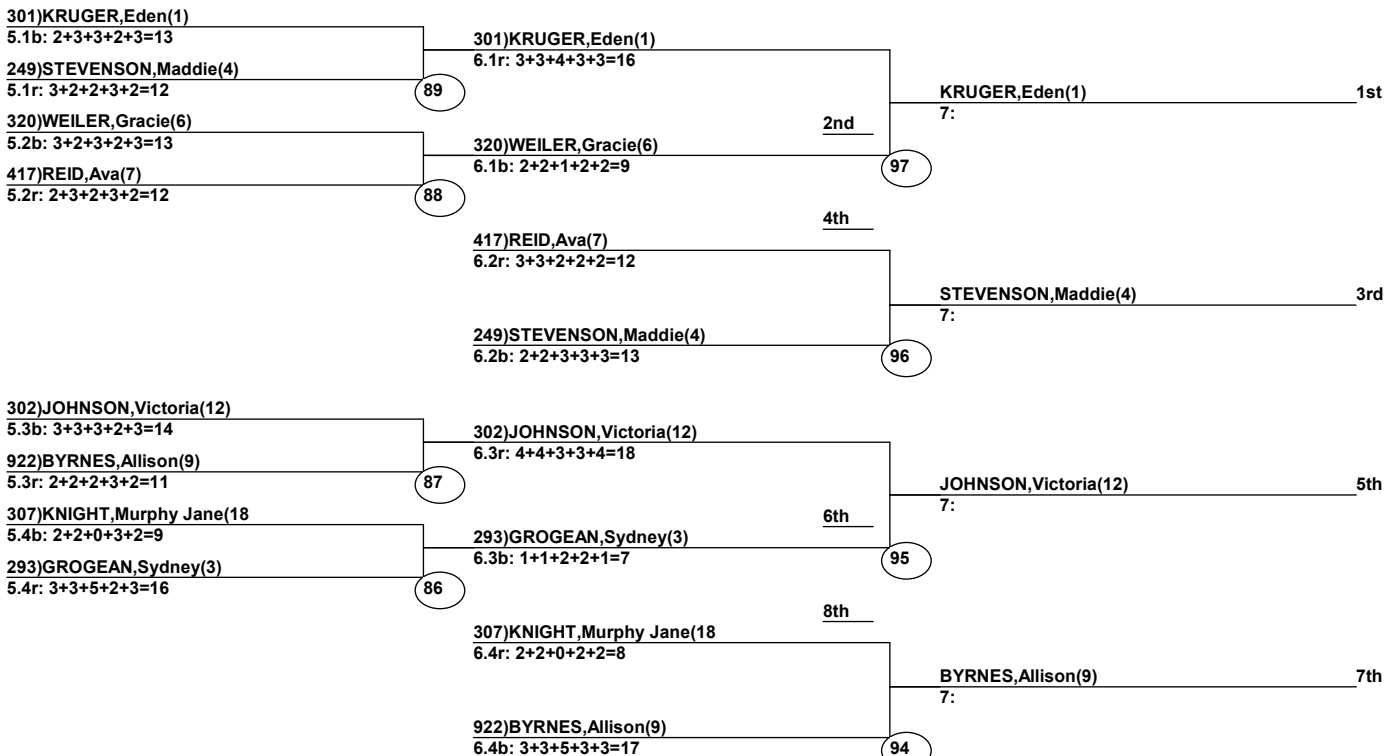 301)KRUGER,Eden(1)
5.1b: 2+3+3+2+3=13
249)STEVENSON,Maddie(4)
5.1r: 3+2+2+3+2=12
89
320)WEILER,Gracie(6)
5.2b: 3+2+3+2+3=13
417)REID,Ava(7)
5.2r: 2+3+2+3+2=12
88
301)KRUGER,Eden(1)
6.1r: 3+3+4+3+3=16
2nd
320)WEILER,Gracie(6)
6.1b: 2+2+1+2+2=9
97
KRUGER,Eden(1)
7:
1st
4th
417)REID,Ava(7)
6.2r: 3+3+2+2+2=12
249)STEVENSON,Maddie(4)
6.2b: 2+2+3+3+3=13
96
STEVENSON,Maddie(4)
7:
3rd
302)JOHNSON,Victoria(12)
5.3b: 3+3+3+2+3=14
922)BYRNES,Allison(9)
5.3r: 2+2+2+3+2=11
87
307)KNIGHT,Murphy Jane(18
5.4b: 2+2+0+3+2=9
293)GROGEAN,Sydney(3)
5.4r: 3+3+5+2+3=16
86
302)JOHNSON,Victoria(12)
6.3r: 4+4+3+3+4=18
6th
293)GROGEAN,Sydney(3)
6.3b: 1+1+2+2+1=7
95
JOHNSON,Victoria(12)
7:
5th
8th
307)KNIGHT,Murphy Jane(18
6.4r: 2+2+0+2+2=8
922)BYRNES,Allison(9)
6.4b: 3+3+5+3+3=17
94
BYRNES,Allison(9)
7:
7th